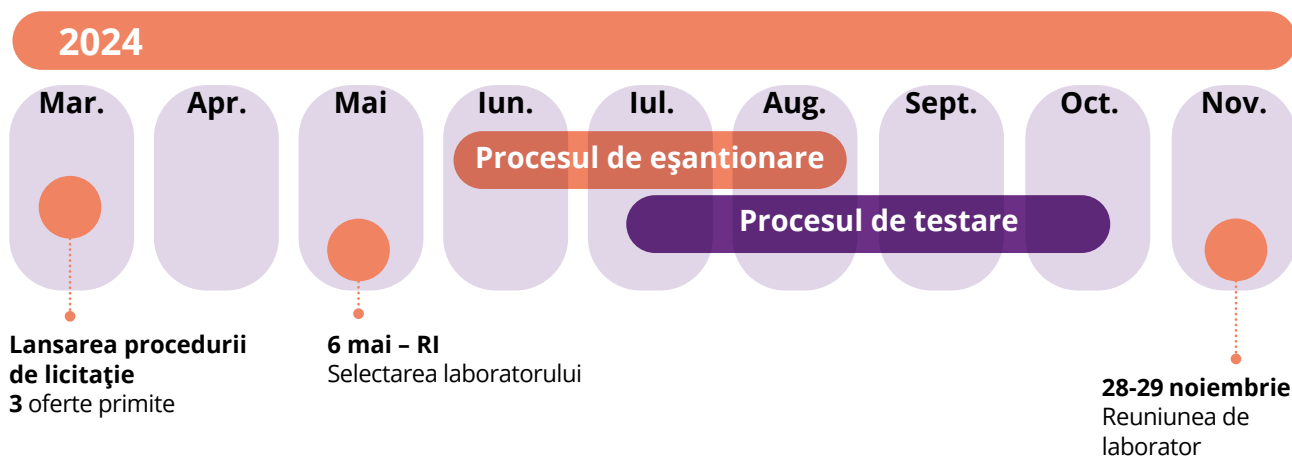 2024
Mar. Apr. Mai Iun. Iul. Aug. Sept. Oct. Nov.
Procesul de eşantionare
Procesul de testare
Lansarea procedurii
de licitaţie
3 oferte primite
6 mai – RI
Selectarea laboratorului
28-29 noiembrie
Reuniunea de
laborator